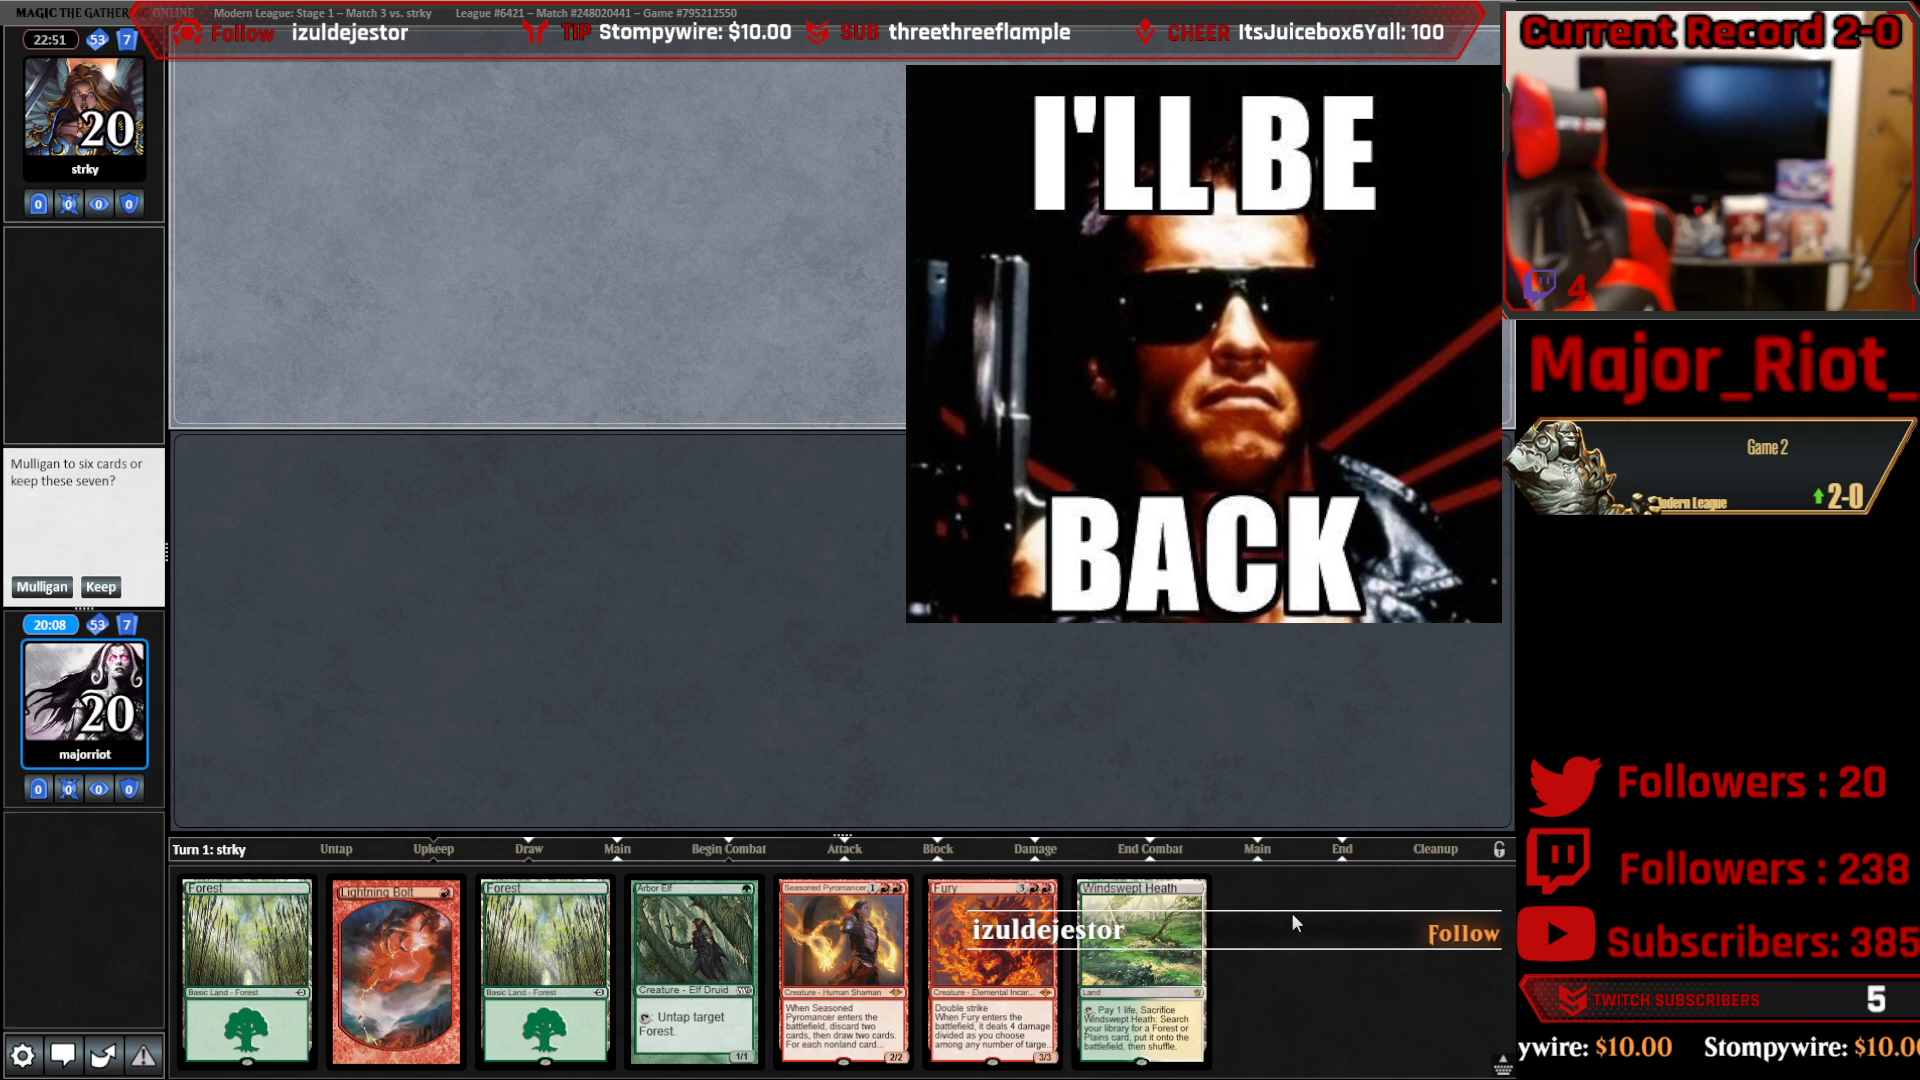 MAGIC THE GATHERING ONLINE
Modern League: Stage 1 – Match 3 vs. strky
League #6421 – Match #248020441 – Game #795212550
Follow
izuldejestor
TIP
Stompywire: $10.00
SUB
threethreeflample
CHEER
ItsJuicebox6Yall: 100
22:51
53
7
20
strky
0
0
0
0
I'LL BE
BACK
Current Record 2-0
4
Major_Riot_
Game 2
Modern League
2-0
Mulligan to six cards or
keep these seven?
Mulligan
Keep
20:08
53
7
20
majorriot
0
0
0
0
Turn 1: strky
Untap
Upkeep
Draw
Main
Begin Combat
Attack
Block
Damage
End Combat
Main
End
Cleanup
Forest
Basic Land - Forest
Lightning Bolt
Forest
Basic Land - Forest
Arbor Elf
Creature - Elf Druid
: Untap target
Forest.
1/1
Seasoned Pyromancer
1
Creature - Human Shaman
When Seasoned
Pyromancer enters the
battlefield, discard two
cards, then draw two cards.
For each nonland card...
2/2
Fury
3
Creature - Elemental Incar...
Double strike
When Fury enters the
battlefield, it deals 4 damage
divided as you choose
among any number of targe...
3/3
Windswept Heath
Land
, Pay 1 life, Sacrifice
Windswept Heath: Search
your library for a Forest or
Plains card, put it onto the
battlefield, then shuffle.
izuldejestor
Follow
Followers : 20
Followers : 238
Subscribers: 385
TWITCH SUBSCRIBERS
5
ywire: $10.00
Stompywire: $10.00